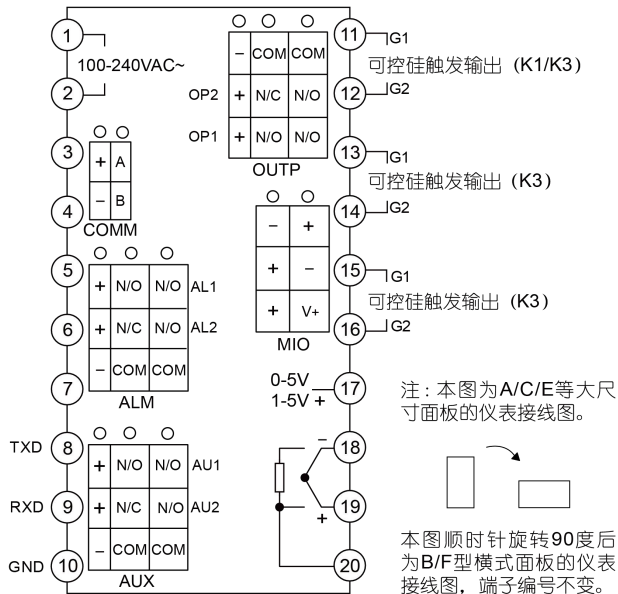 1
100-240VAC~
2
3
+ A
- B
4
COMM
5
+ N/O N/O AL1
6
+ N/C N/O AL2
- COM COM
7
ALM
TXD 8
+ N/O N/O AU1
RXD 9
+ N/C N/O AU2
GND 10
- COM COM
AUX
- COM COM
OP2 + N/C N/O
OP1 + N/O N/O
OUTP
- +
+ -
+ V+
MIO
11 G1
可控硅触发输出 (K1/K3)
12 G2
13 G1
可控硅触发输出 (K3)
14 G2
15 G1
可控硅触发输出 (K3)
16 G2
0-5V
1-5V + 17
- 18
+ 19
20
注：本图为A/C/E等大尺
寸面板的仪表接线图。
本图顺时针旋转90度后
为B/F型横式面板的仪表
接线图，端子编号不变。